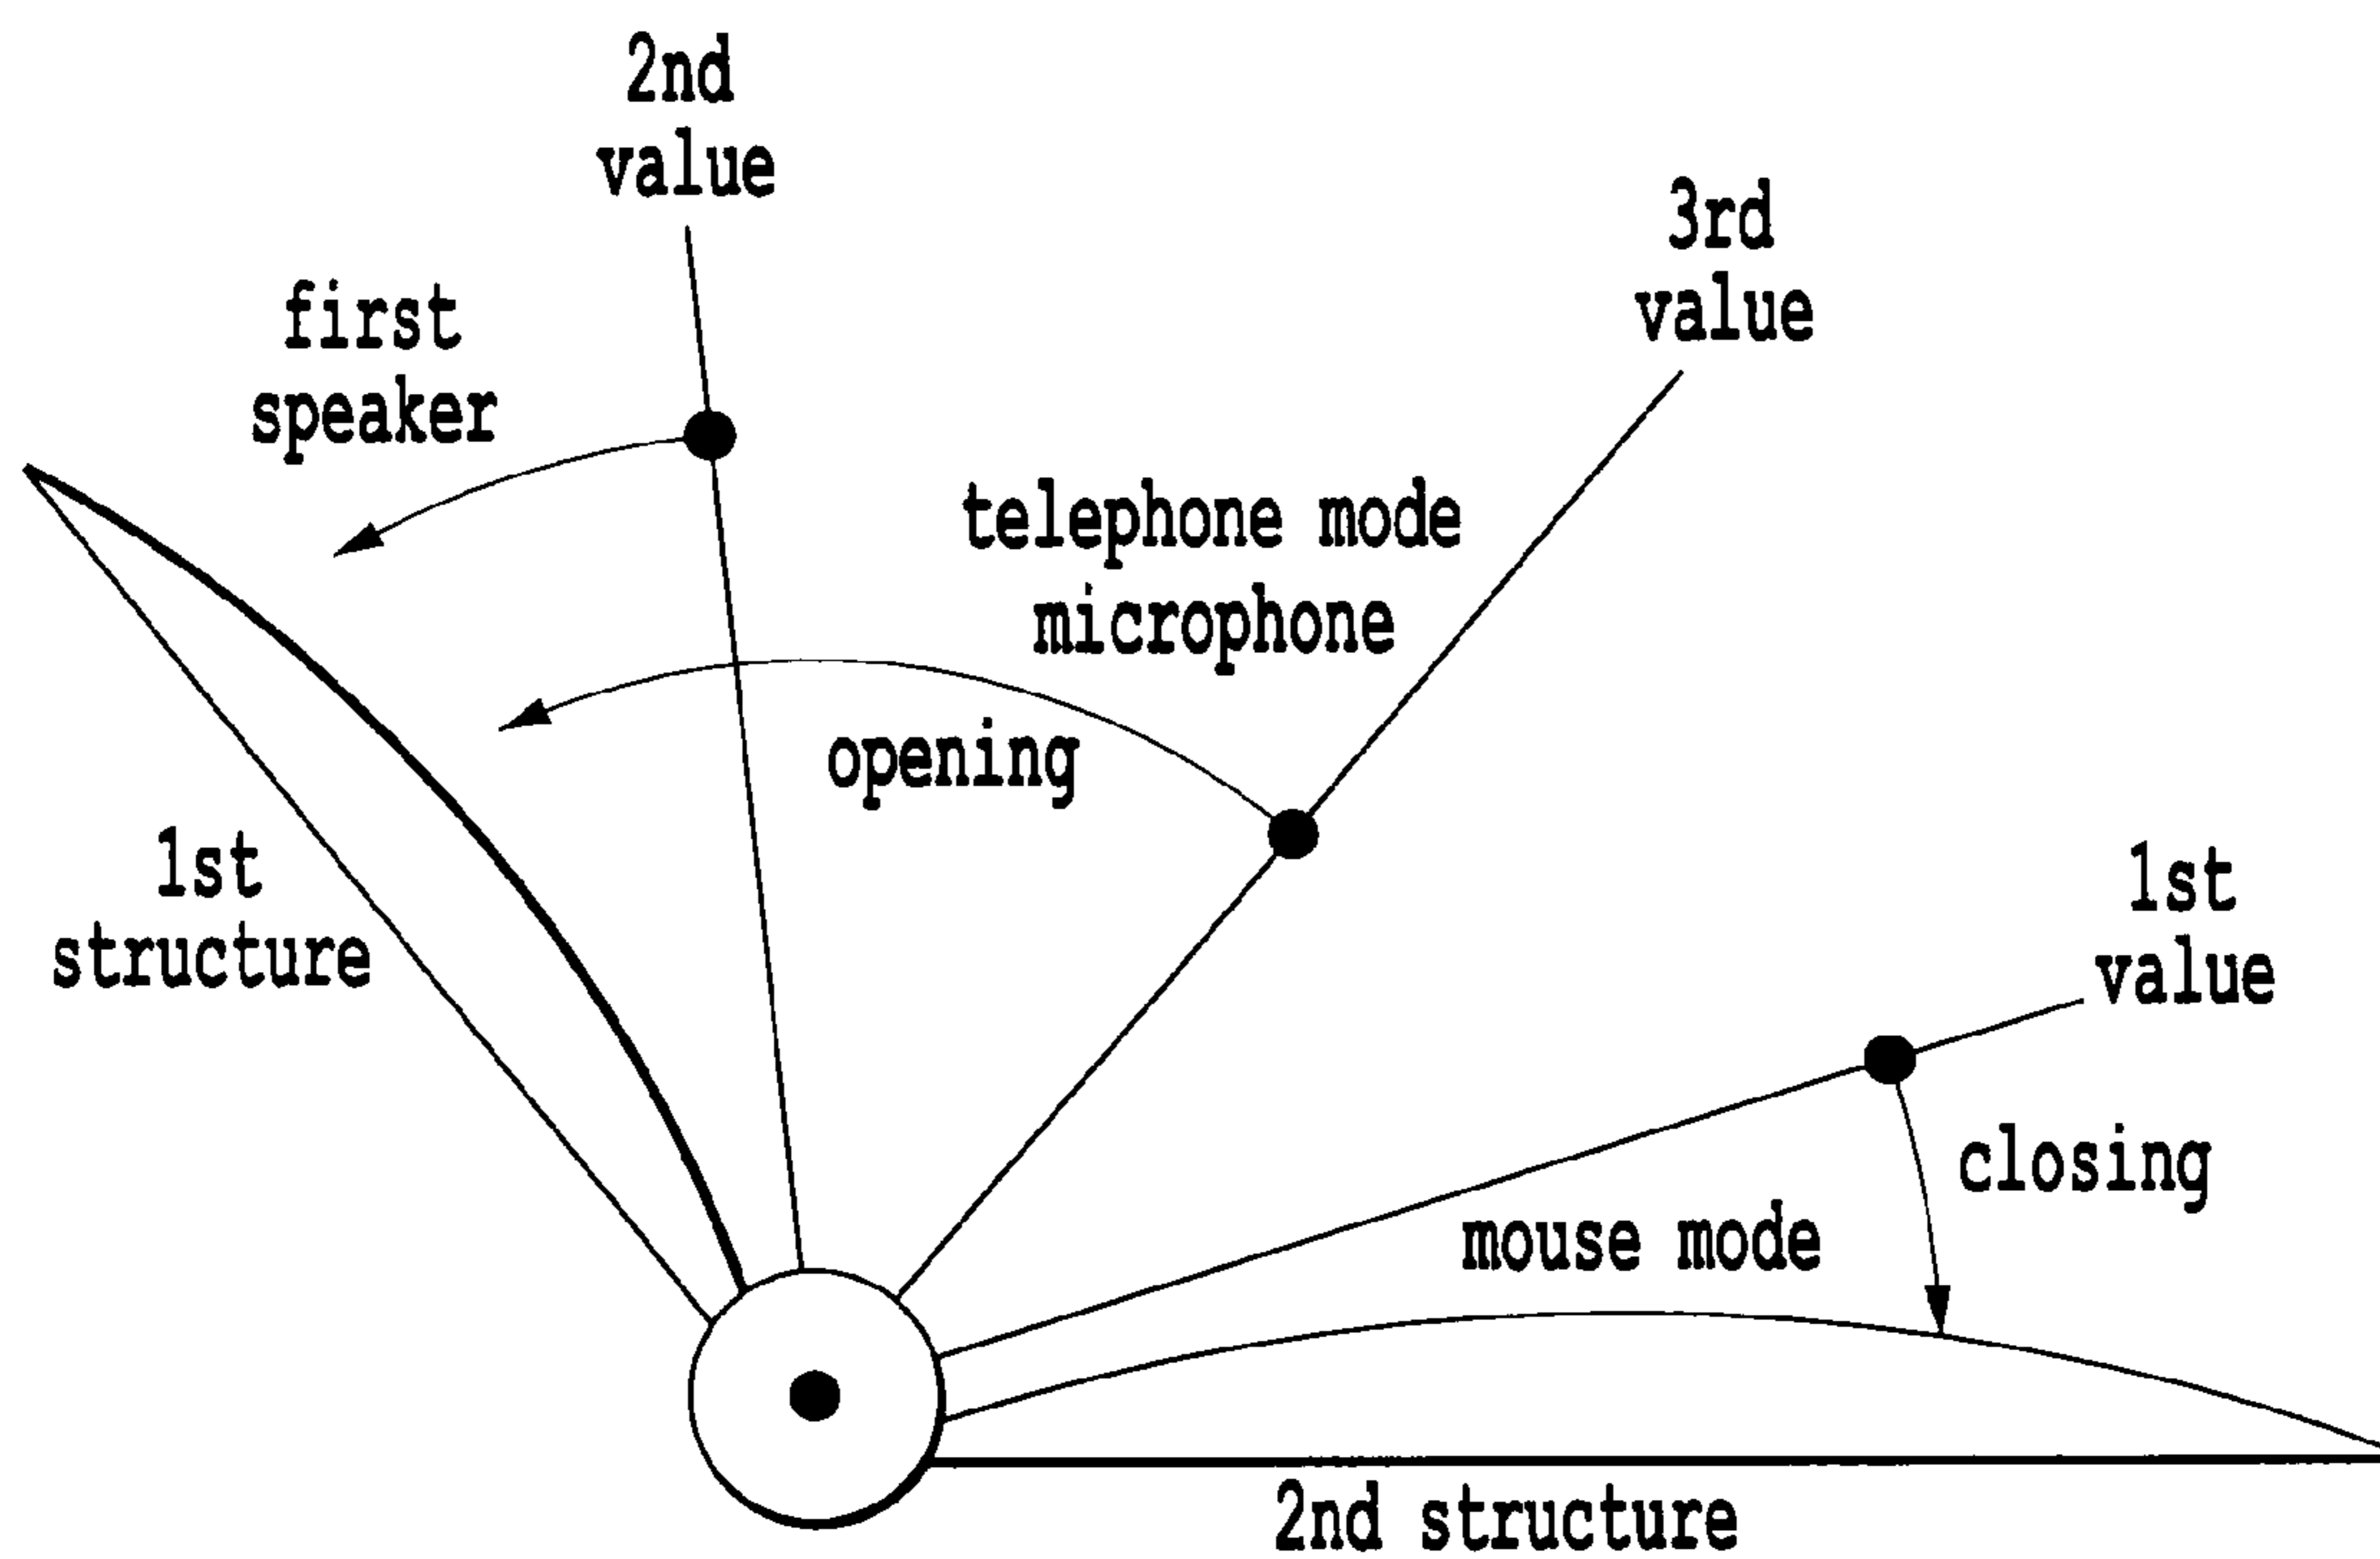 2nd
value
3rd
value
first
speaker
telephone mode
microphone
opening
1st
structure
1st
value
closing
mouse mode
2nd structure